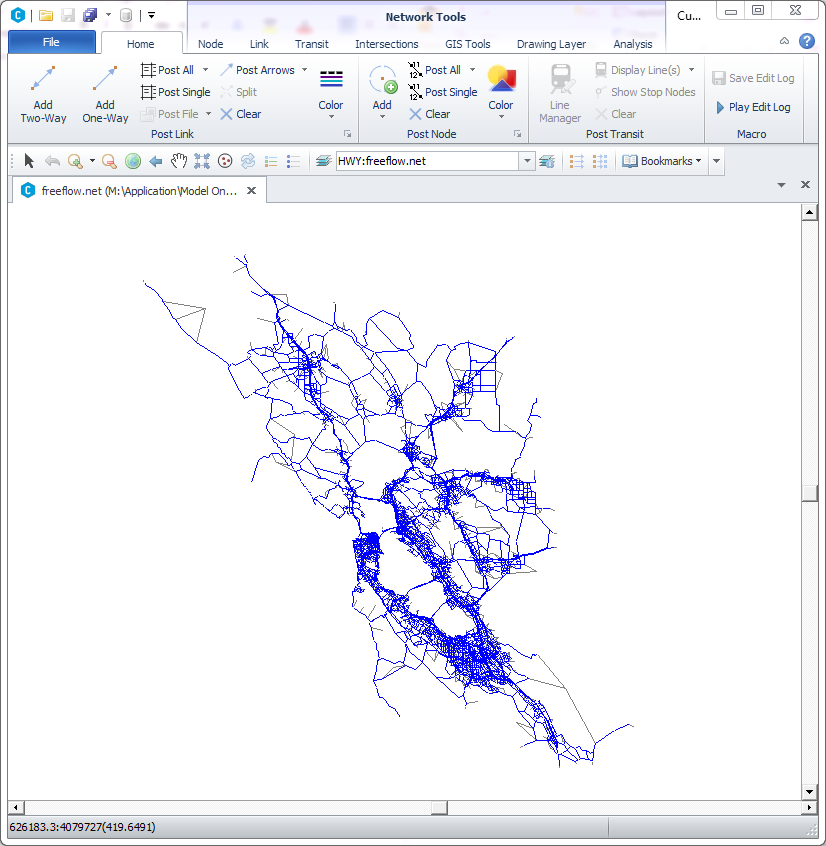 Network Tools
Cu...
File
Home
Node
Link
Transit
Intersections
GIS Tools
Drawing Layer
Analysis
Add
Two-Way
Add
One-Way
Post All
Post Single
Post File
Post Arrows
Split
Clear
Color
Post Link
Add
Post All
Post Single
Clear
Color
Post Node
Line
Manager
Display Line(s)
Show Stop Nodes
Clear
Post Transit
Save Edit Log
Play Edit Log
Macro
HWY:freeflow.net
Bookmarks
freeflow.net (M:\Application\Model On...
626183.3:4079727(419.6491)